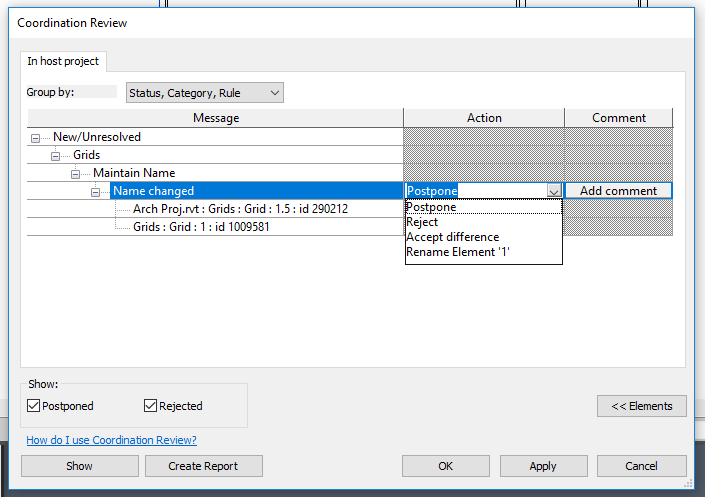 Coordination Review
In host project
Group by: Status, Category, Rule
Message Action Comment
New/Unresolved
Grids
Maintain Name
Name changed Postpone Add comment
Arch Proj.rvt : Grids : Grid : 1.5 : id 290212
Grids : Grid : 1 : id 1009581
Postpone
Reject
Accept difference
Rename Element '1'
Show:
Postponed Rejected
<< Elements
How do I use Coordination Review?
Show Create Report OK Apply Cancel